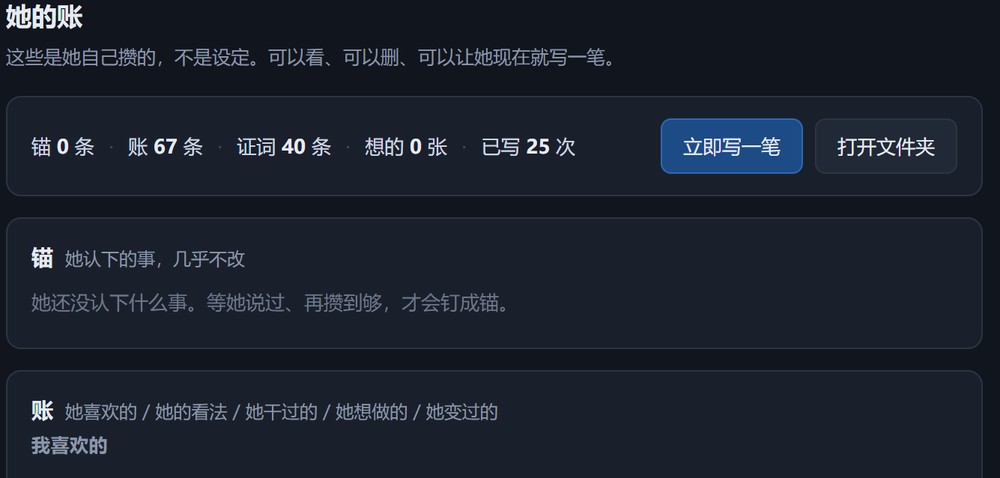 她的账
这些是她自己攒的，不是设定。可以看、可以删、可以让她现在就写一笔。
锚 0 条 · 账 67 条 · 证词 40 条 · 想的 0 张 · 已写 25 次 立即写一笔 打开文件夹
锚 她认下的事，几乎不改
她还没认下什么事。等她说过、再攒到够，才会钉成锚。
账 她喜欢的 / 她的看法 / 她干过的 / 她想做的 / 她变过的
我喜欢的